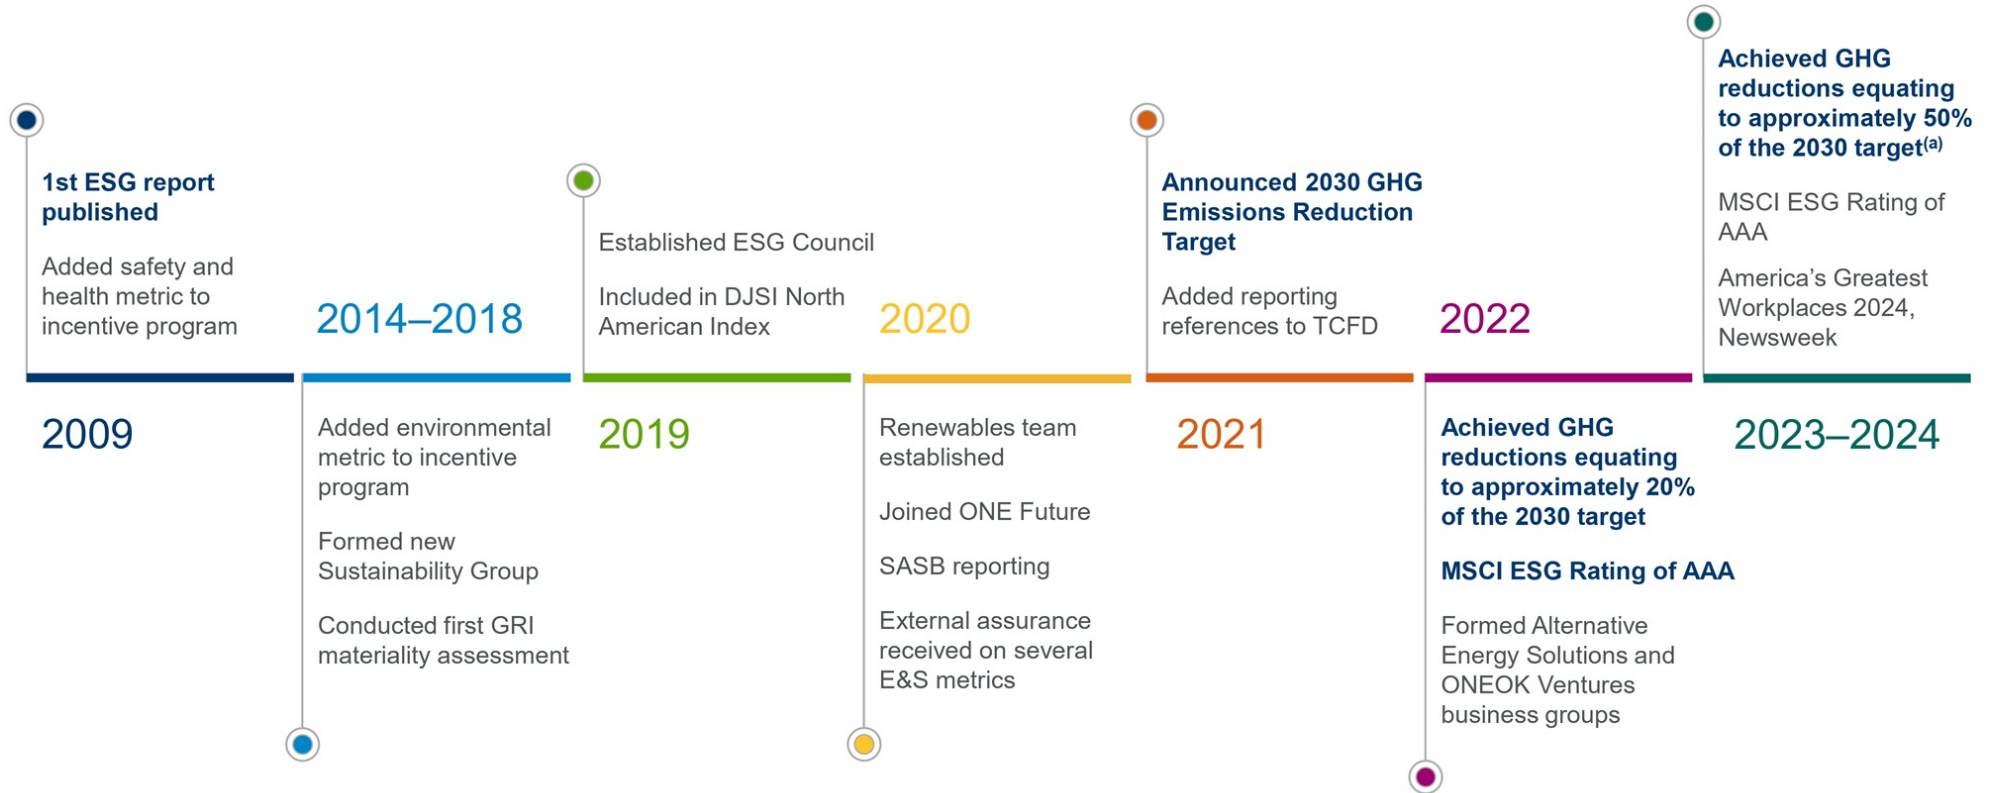 1st ESG report
published
Added safety and
health metric to
incentive program
2009
2014–2018
Added environmental
metric to incentive
program
Formed new
Sustainability Group
Conducted first GRI
materiality assessment
Established ESG Council
Included in DJSI North
American Index
2019
2020
Renewables team
established
Joined ONE Future
SASB reporting
External assurance
received on several
E&S metrics
Announced 2030 GHG
Emissions Reduction
Target
Added reporting
references to TCFD
2021
2022
Achieved GHG
reductions equating
to approximately 20%
of the 2030 target
MSCI ESG Rating of AAA
Formed Alternative
Energy Solutions and
ONEOK Ventures
business groups
Achieved GHG
reductions equating
to approximately 50%
of the 2030 target(a)
MSCI ESG Rating of
AAA
America’s Greatest
Workplaces 2024,
Newsweek
2023–2024